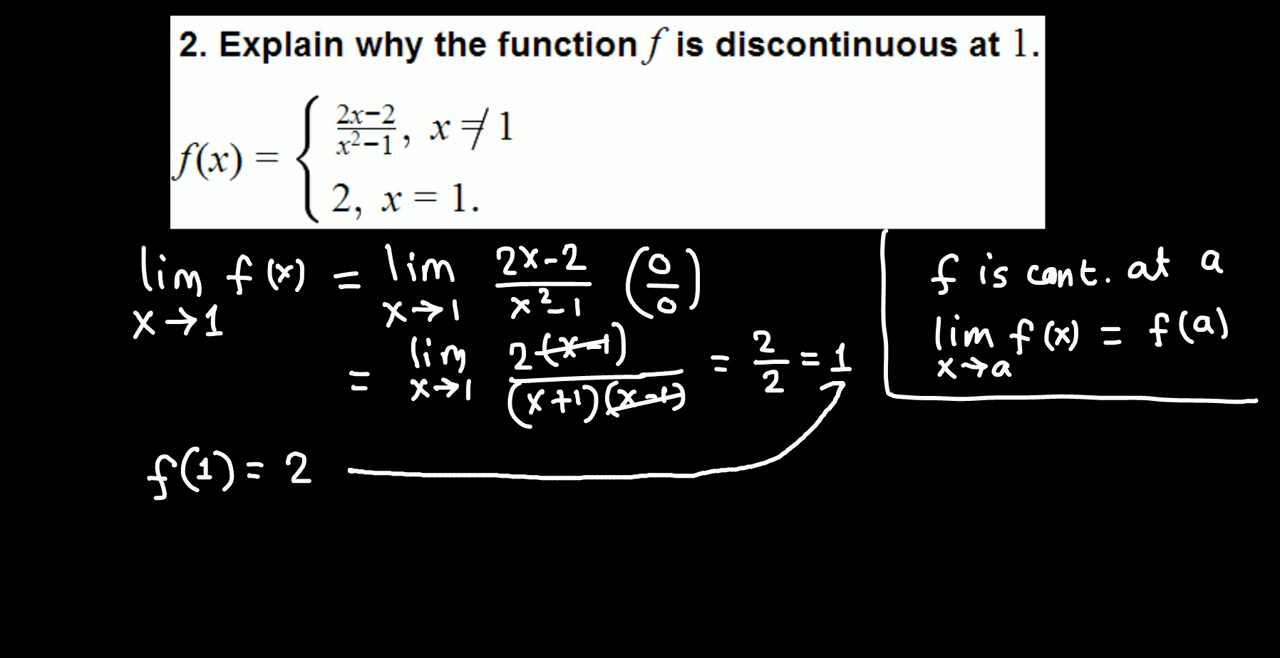 2. Explain why the function f is discontinuous at 1.
f(x) = { (2x−2)/(x²−1), x ≠ 1
2, x = 1.
lim x→1 f(x) = lim x→1 (2x-2)/(x²-1) (0/0)
= lim x→1 2(x-1)/((x+1)(x-1)) = 2/2 = 1
f(1) = 2
f is cont. at a
lim x→a f(x) = f(a)